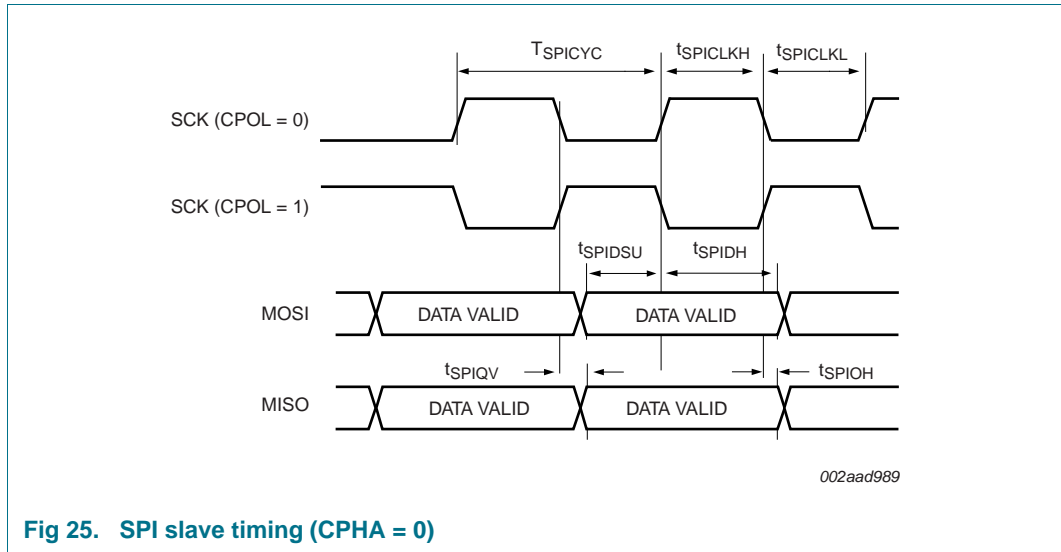 TSPICYC tSPICLKH tSPICLKL
SCK (CPOL = 0)
SCK (CPOL = 1)
tSPIDSU tSPIDH
MOSI DATA VALID DATA VALID
tSPIQV tSPIOH
MISO DATA VALID DATA VALID
002aad989
Fig 25. SPI slave timing (CPHA = 0)